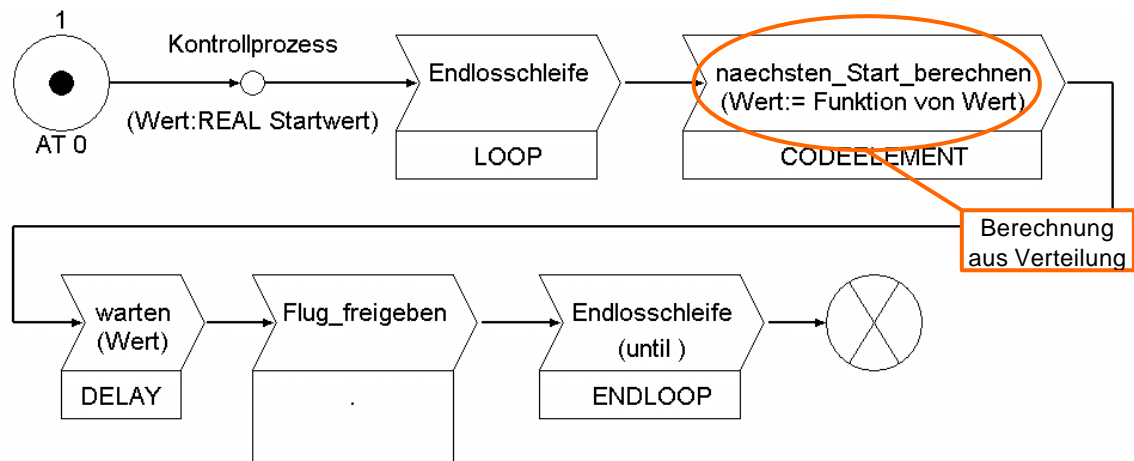 1
Kontrollprozess
(Wert:REAL Startwert)
AT 0
Endlosschleife
LOOP
naechsten_Start_berechnen
(Wert:= Funktion von Wert)
CODEELEMENT
Berechnung
aus Verteilung
warten
(Wert)
DELAY
Flug_freigeben
.
Endlosschleife
(until )
ENDLOOP